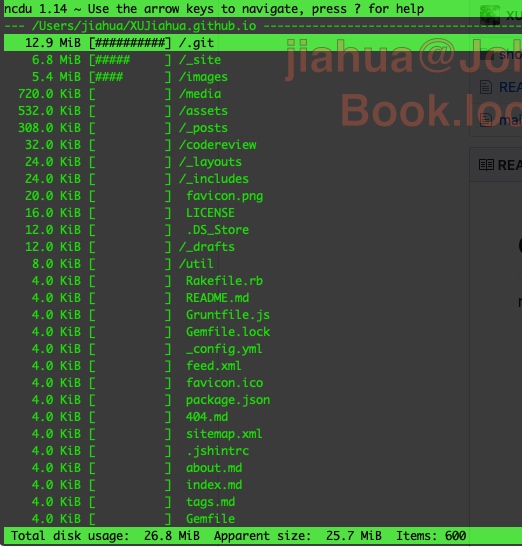 ncdu 1.14 ~ Use the arrow keys to navigate, press ? for help
--- /Users/jiahua/XUJiahua.github.io ------------------------------
12.9 MiB [##########] /.git
6.8 MiB [#####     ] /_site
5.4 MiB [####      ] /images
720.0 KiB [          ] /media
532.0 KiB [          ] /assets
308.0 KiB [          ] /_posts
32.0 KiB [          ] /codereview
24.0 KiB [          ] /_layouts
24.0 KiB [          ] /_includes
20.0 KiB [          ]  favicon.png
16.0 KiB [          ]  LICENSE
12.0 KiB [          ]  .DS_Store
12.0 KiB [          ] /_drafts
8.0 KiB [          ] /util
4.0 KiB [          ]  Rakefile.rb
4.0 KiB [          ]  README.md
4.0 KiB [          ]  Gruntfile.js
4.0 KiB [          ]  Gemfile.lock
4.0 KiB [          ]  _config.yml
4.0 KiB [          ]  feed.xml
4.0 KiB [          ]  favicon.ico
4.0 KiB [          ]  package.json
4.0 KiB [          ]  404.md
4.0 KiB [          ]  sitemap.xml
4.0 KiB [          ]  .jshintrc
4.0 KiB [          ]  about.md
4.0 KiB [          ]  index.md
4.0 KiB [          ]  tags.md
4.0 KiB [          ]  Gemfile
Total disk usage:  26.8 MiB  Apparent size:  25.7 MiB  Items: 600
jiahua@Jo
Book.lo
XU
sho
REA
REA